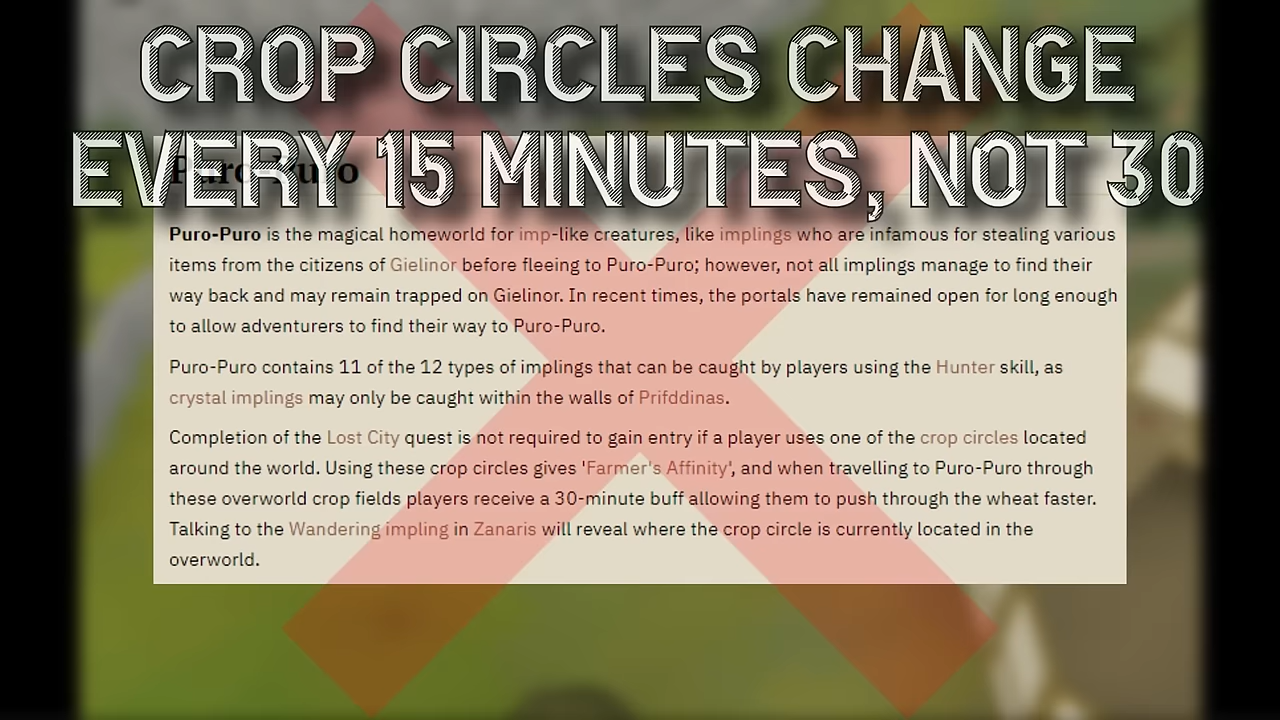 CROP CIRCLES CHANGE
EVERY 15 MINUTES, NOT 30
Puro-Puro
Puro-Puro is the magical homeworld for imp-like creatures, like implings who are infamous for stealing various
items from the citizens of Gielinor before fleeing to Puro-Puro; however, not all implings manage to find their
way back and may remain trapped on Gielinor. In recent times, the portals have remained open for long enough
to allow adventurers to find their way to Puro-Puro.
Puro-Puro contains 11 of the 12 types of implings that can be caught by players using the Hunter skill, as
crystal implings may only be caught within the walls of Prifddinas.
Completion of the Lost City quest is not required to gain entry if a player uses one of the crop circles located
around the world. Using these crop circles gives 'Farmer's Affinity', and when travelling to Puro-Puro through
these overworld crop fields players receive a 30-minute buff allowing them to push through the wheat faster.
Talking to the Wandering impling in Zanaris will reveal where the crop circle is currently located in the
overworld.